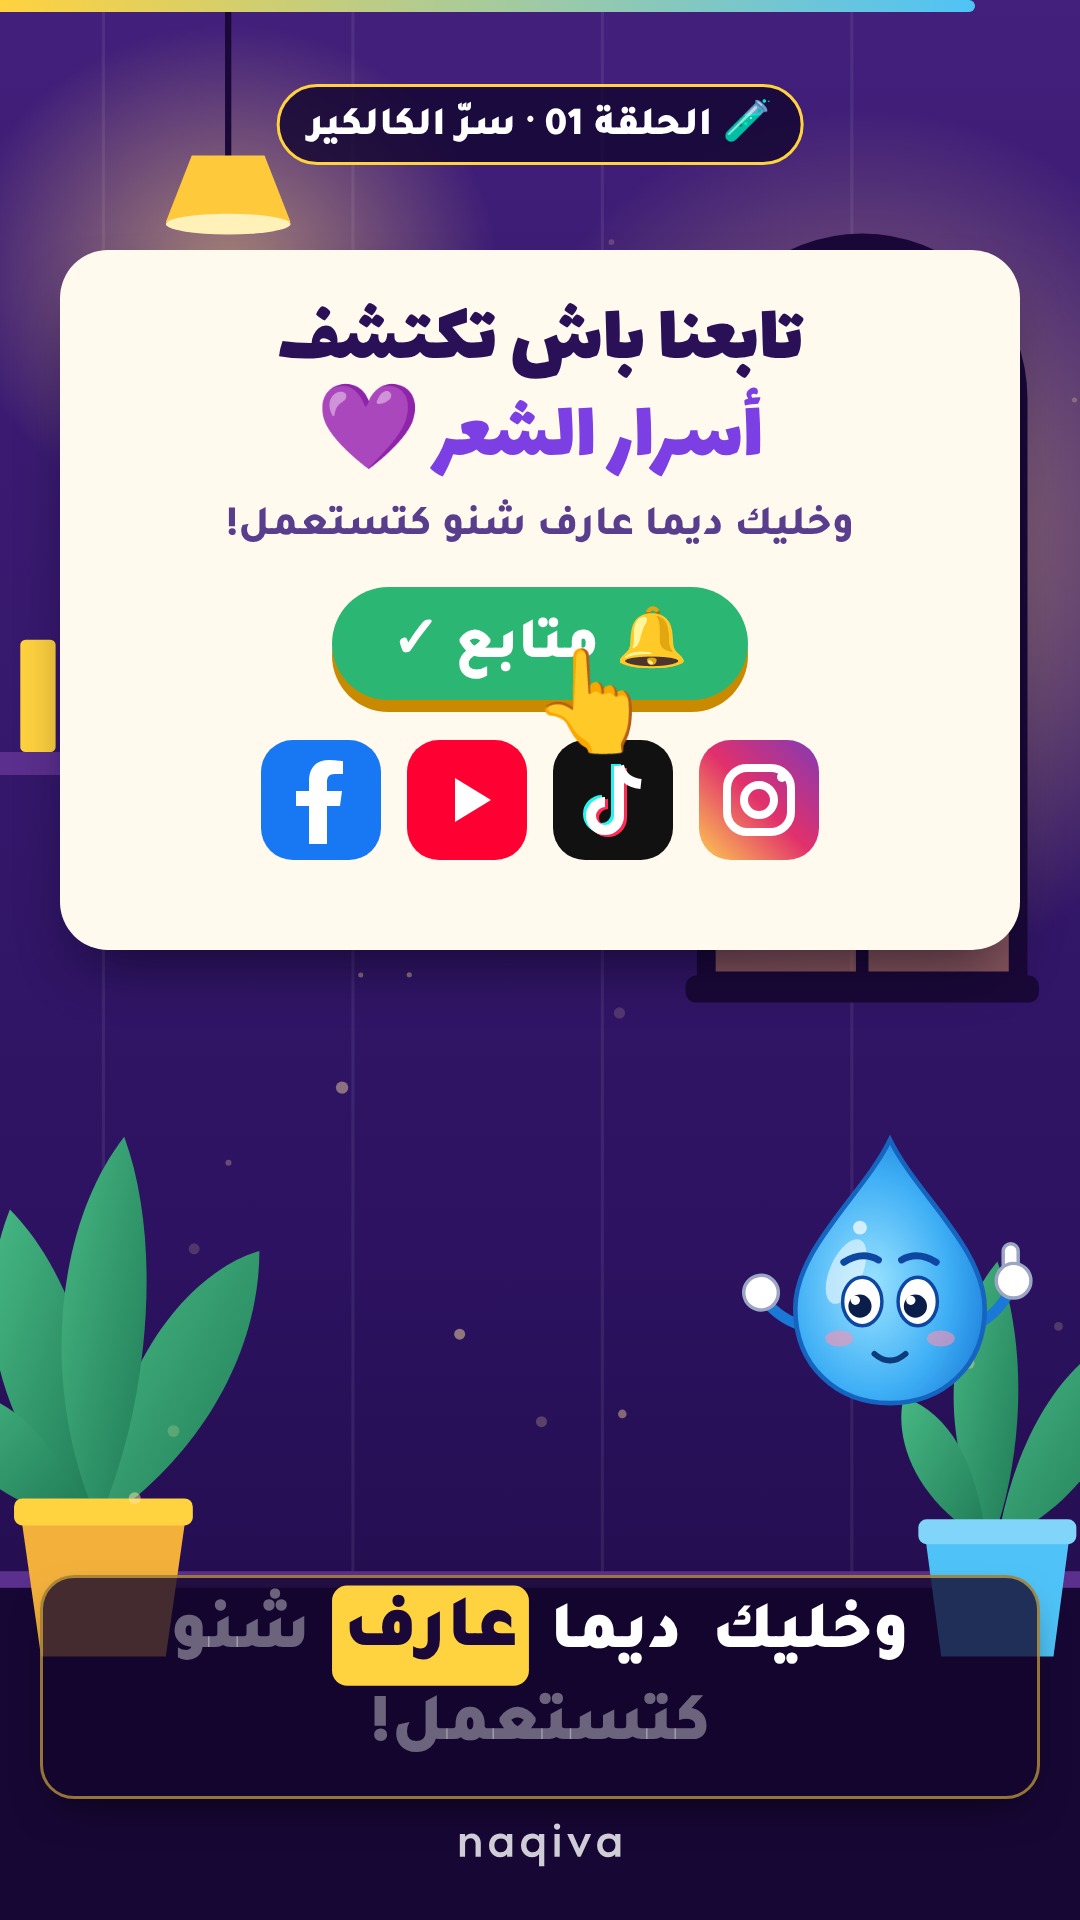 🧪 الحلقة 01 · سرّ الكالكير
تابعنا باش تكتشف
أسرار الشعر 💜
وخليك ديما عارف شنو كتستعمل!
🔔 متابع ✓
وخليك ديما عارف شنو
كتستعمل!
naqiva